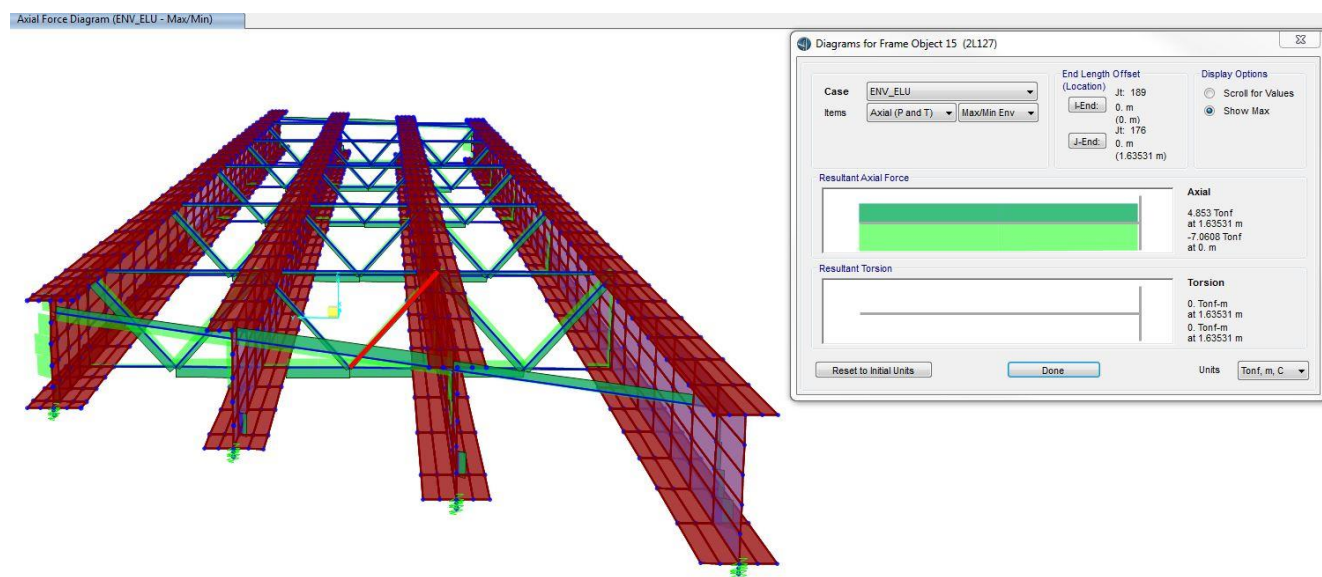 Axial Force Diagram (ENV_ELU - Max/Min)
Diagrams for Frame Object 15 (2L127)
Case ENV_ELU
Items Axial (P and T) Max/Min Env
End Length Offset
(Location)
Jt: 189
I-End: 0. m
(0. m)
Jt: 176
J-End: 0. m
(1.63531 m)
Display Options
Scroll for Values
Show Max
Resultant Axial Force
Axial
4.853 Tonf
at 1.63531 m
-7.0608 Tonf
at 0. m
Resultant Torsion
Torsion
0. Tonf-m
at 1.63531 m
0. Tonf-m
at 1.63531 m
Reset to Initial Units
Done
Units Tonf, m, C